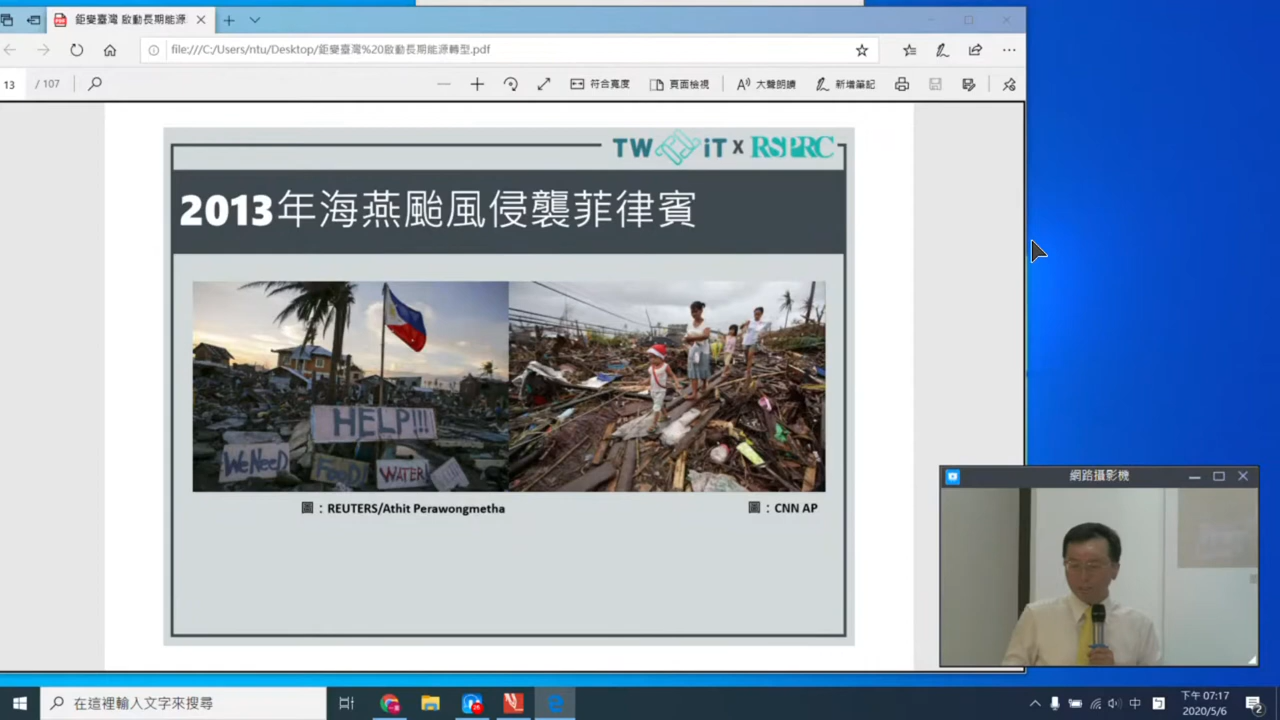 鉅變臺灣 啟動長期能源
file:///C:/Users/ntu/Desktop/鉅變臺灣%20啟動長期能源轉型.pdf
13 / 107
符合寬度
頁面檢視
大聲朗讀
新增筆記
TW iT X RSPRC
2013年海燕颱風侵襲菲律賓
HELP!!!
We NeeD
FOOD
WATER
圖：REUTERS/Athit Perawongmetha
圖：CNN AP
網路攝影機
在這裡輸入文字來搜尋
中
下午 07:17
2020/5/6
2